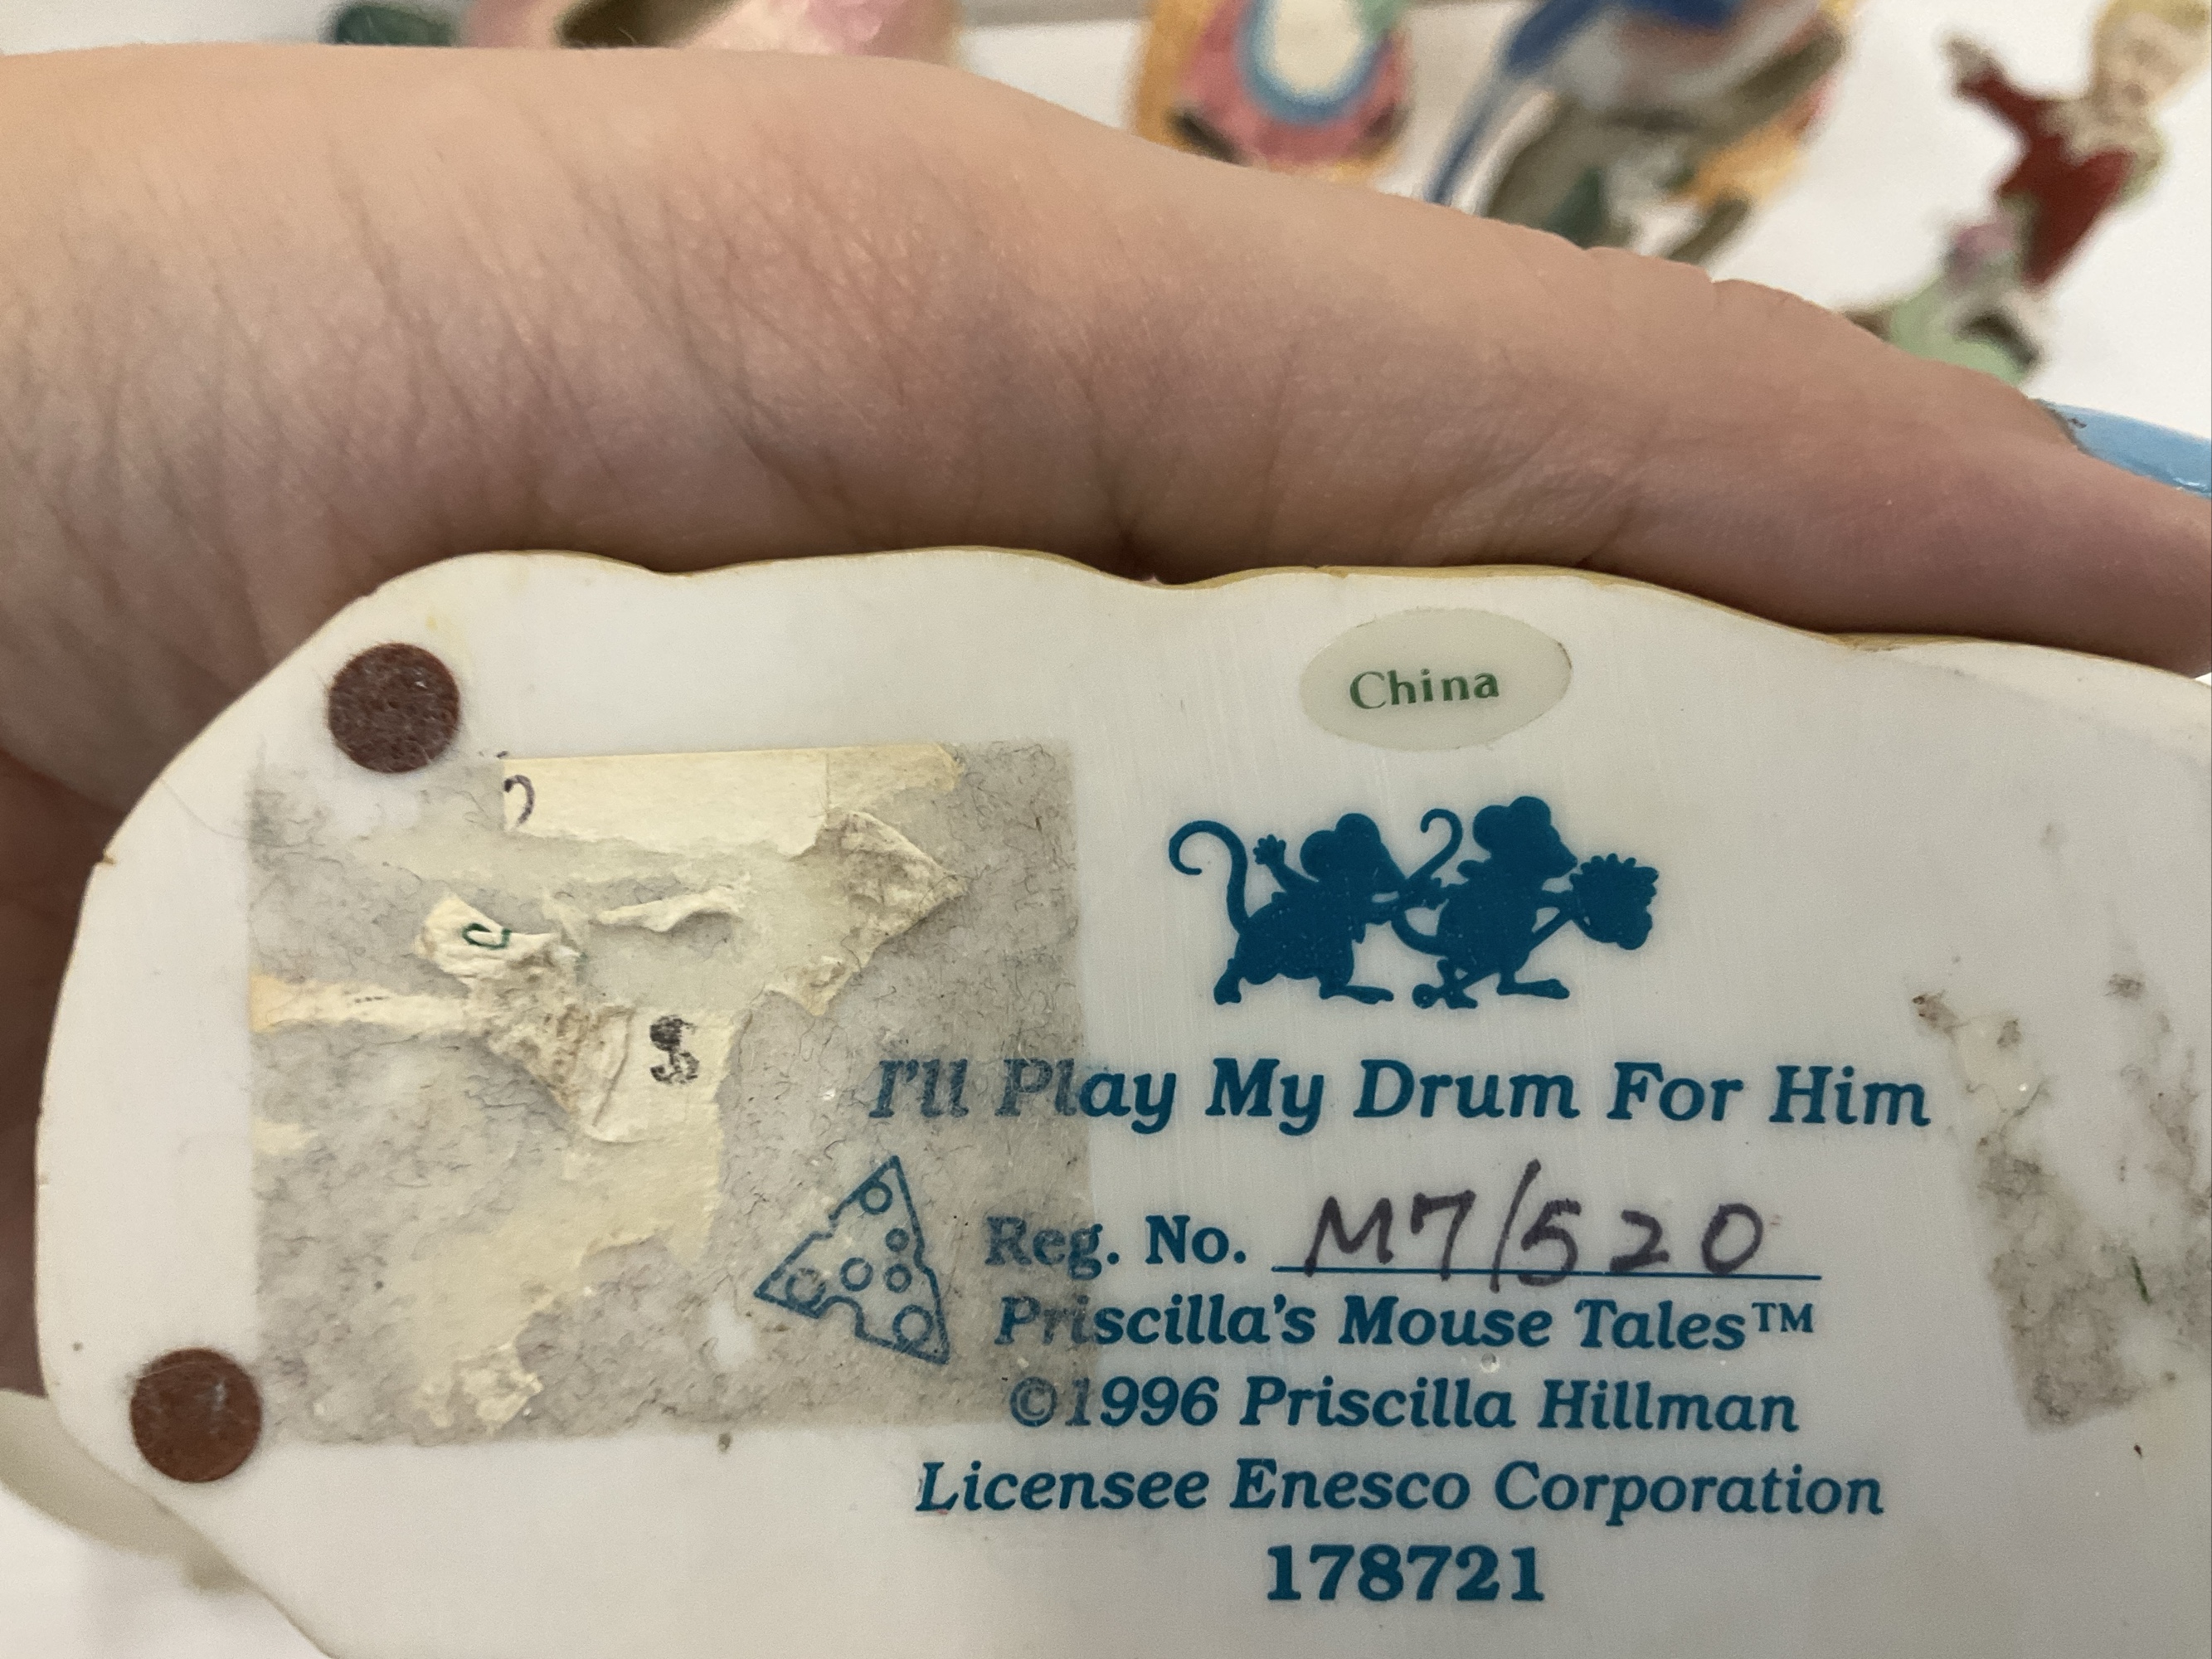 China
I'll Play My Drum For Him
Reg. No. M7/520
Priscilla's Mouse Tales™
©1996 Priscilla Hillman
Licensee Enesco Corporation
178721